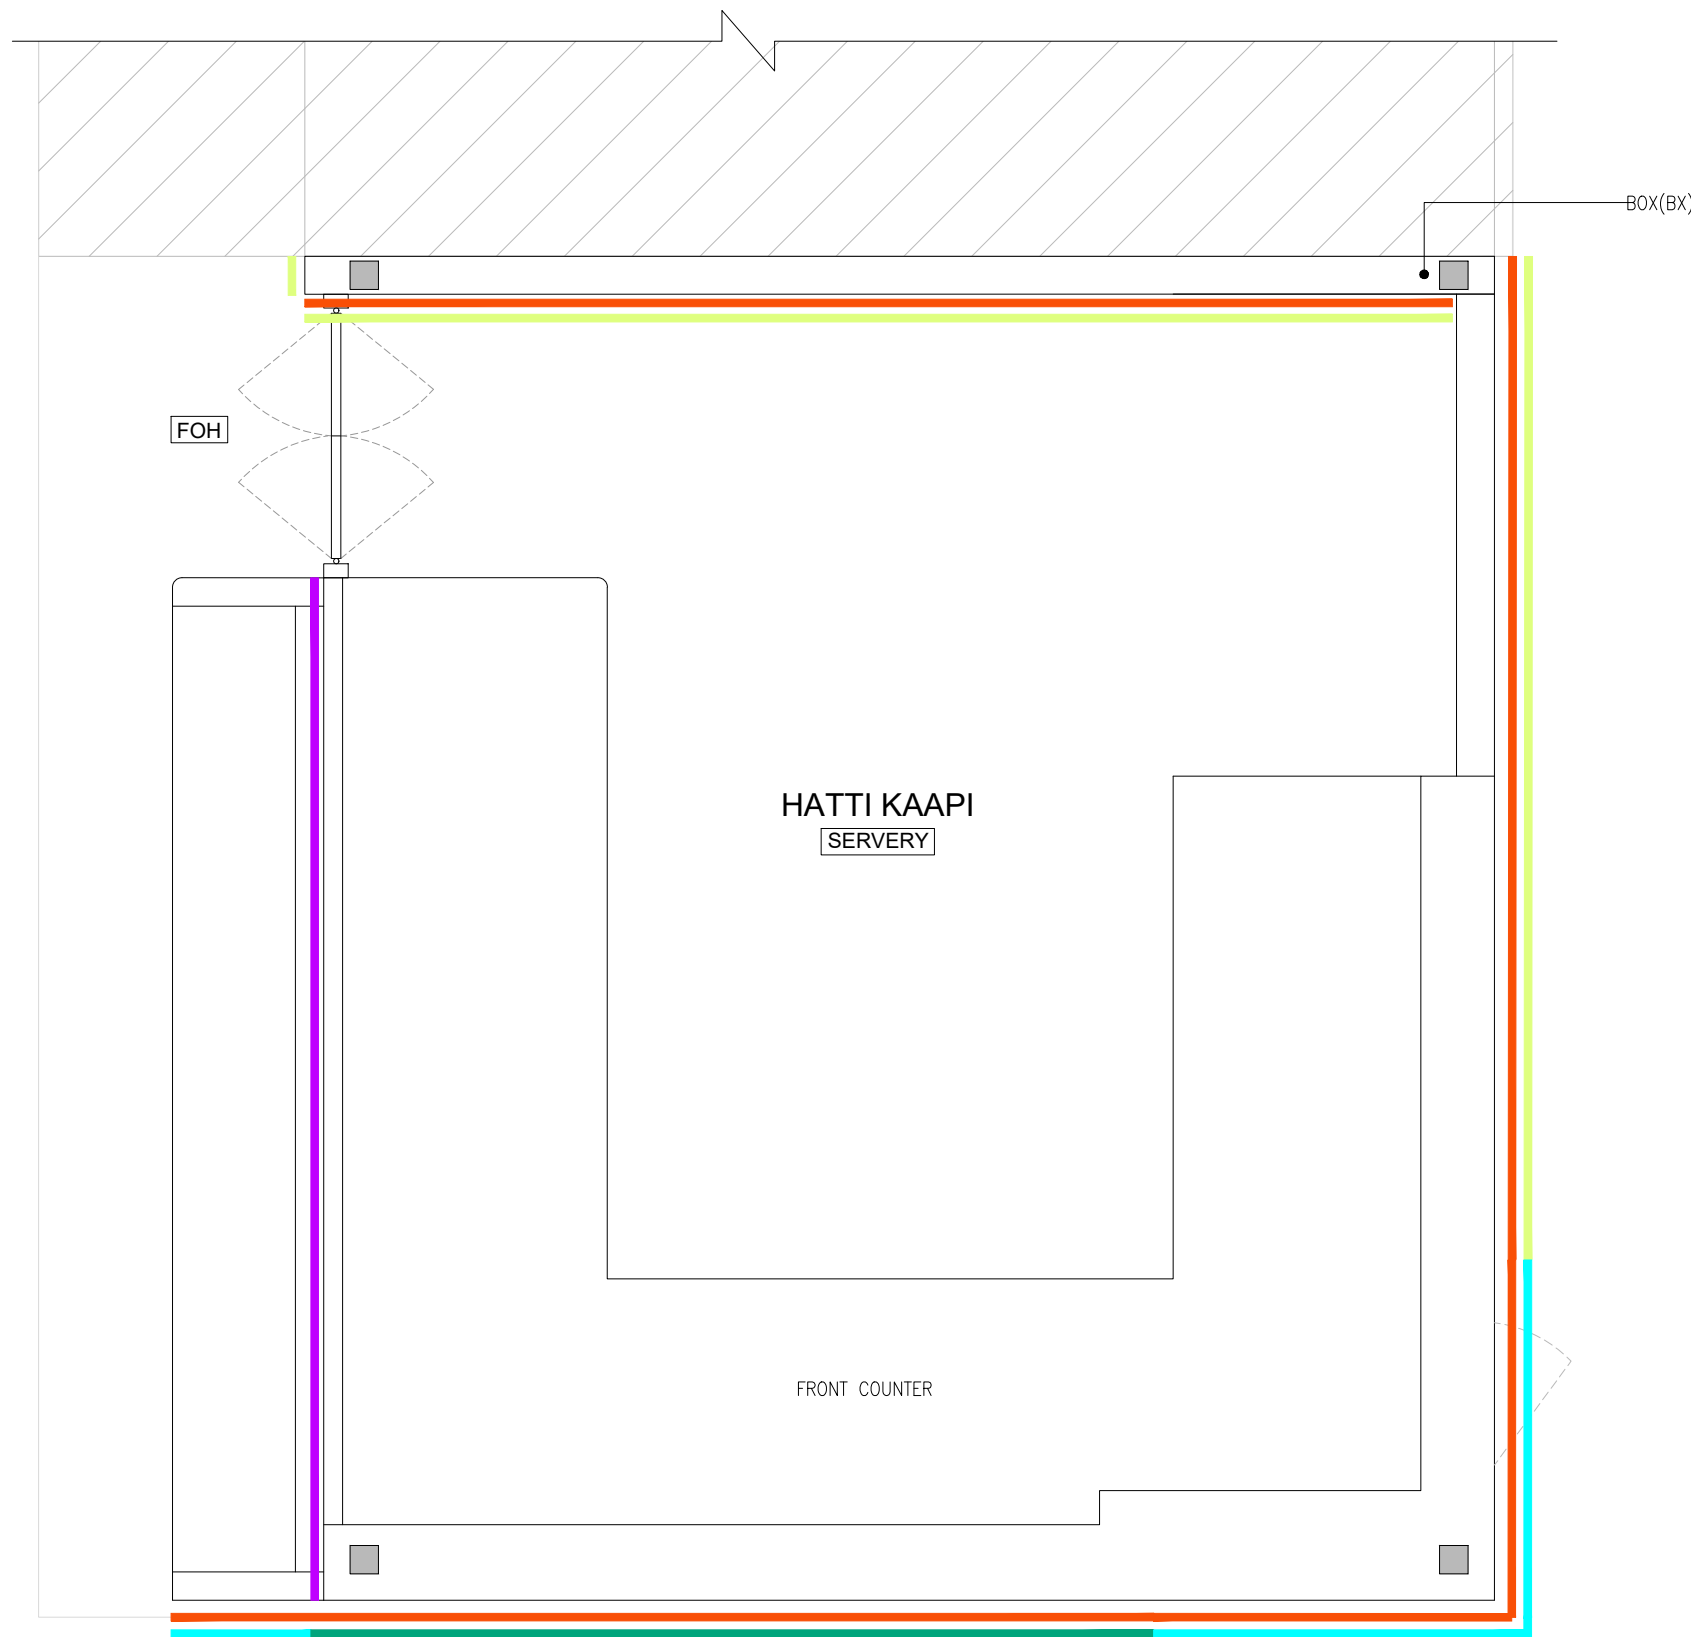 BOX(BX)
FOH
HATTI KAAPI
SERVERY
FRONT COUNTER